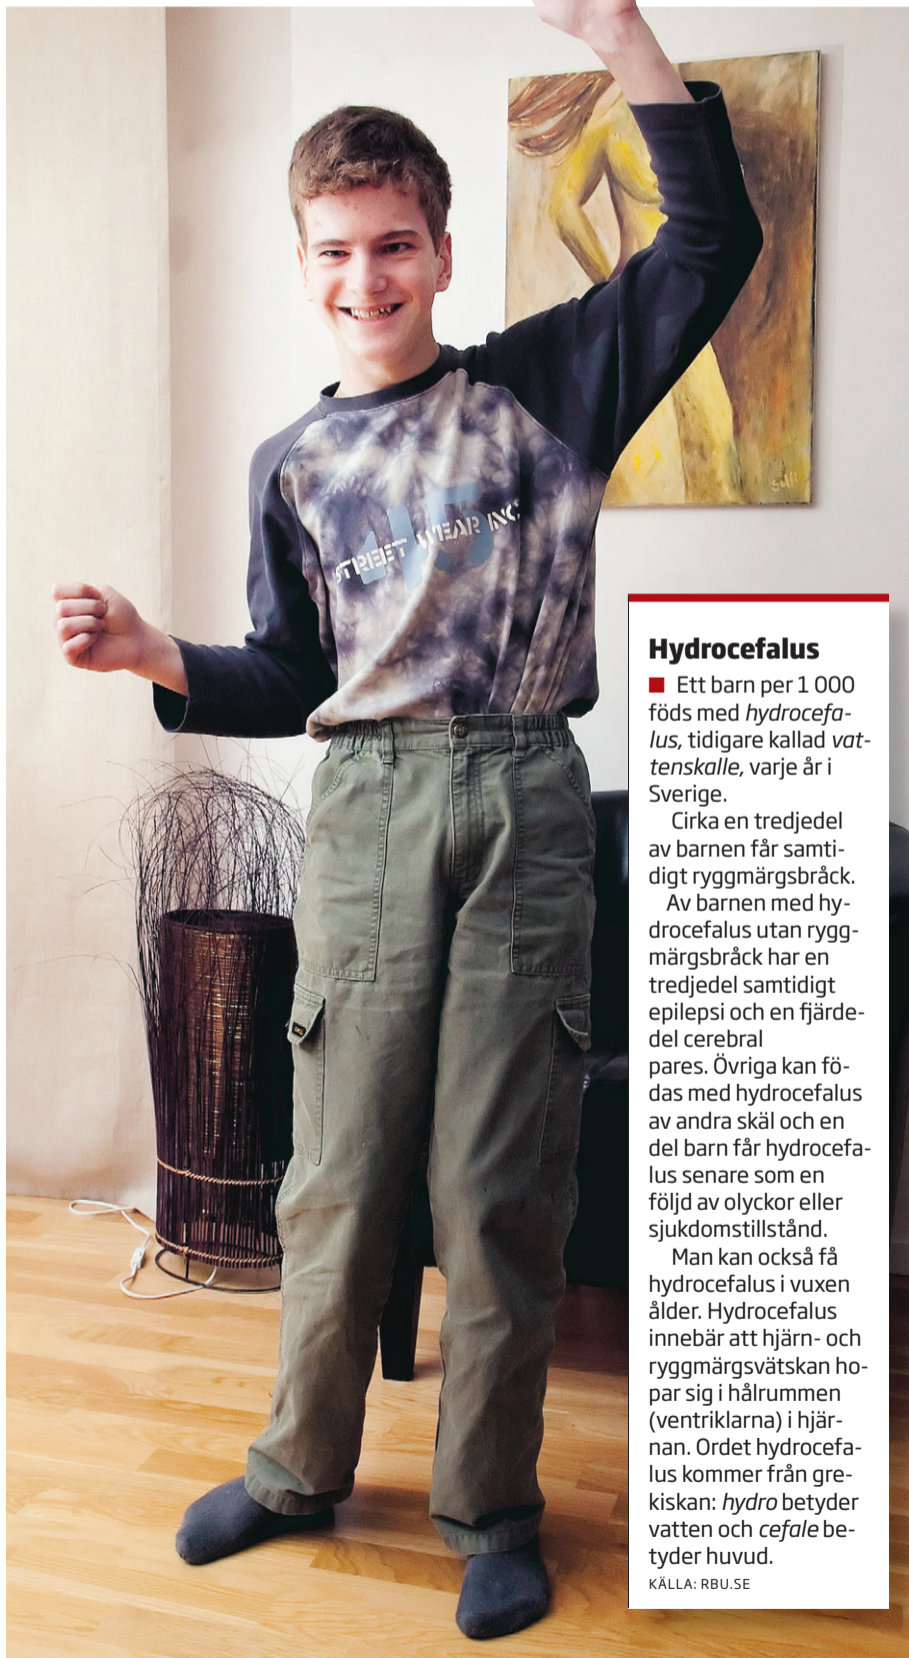 Selfi
45
STREET WEAR INC
Hydrocefalus
Ett barn per 1 000
föds med hydrocefa-
lus, tidigare kallad vat-
tenskalle, varje år i
Sverige.
Cirka en tredjedel
av barnen får samti-
digt ryggmärgsbråck.
Av barnen med hy-
drocefalus utan rygg-
märgsbråck har en
tredjedel samtidigt
epilepsi och en fjärde-
del cerebral
pares. Övriga kan fö-
das med hydrocefalus
av andra skäl och en
del barn får hydrocefa-
lus senare som en
följd av olyckor eller
sjukdomstillstånd.
Man kan också få
hydrocefalus i vuxen
ålder. Hydrocefalus
innebär att hjärn- och
ryggmärgsvätskan ho-
par sig i hålrummen
(ventriklarna) i hjär-
nan. Ordet hydrocefa-
lus kommer från gre-
kiskan: hydro betyder
vatten och cefale be-
tyder huvud.
KÄLLA: RBU.SE